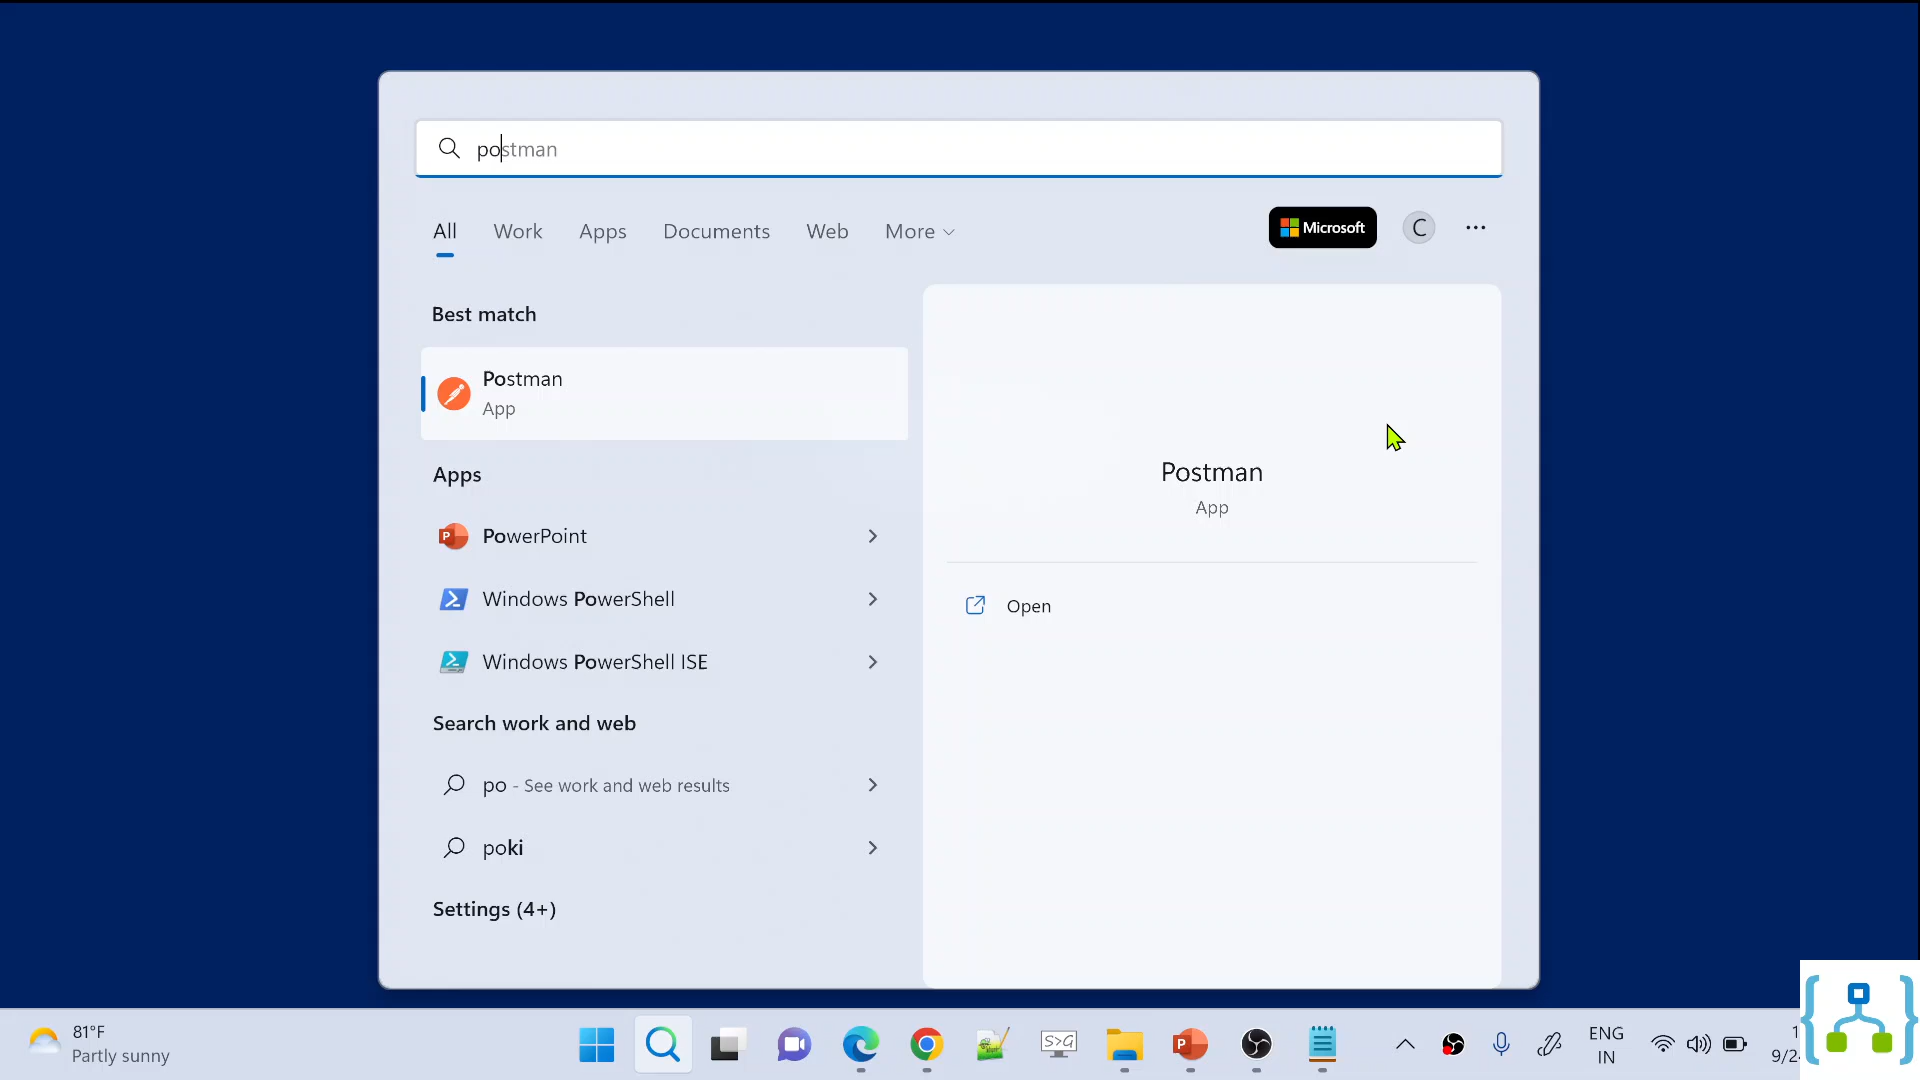 postman
All Work Apps Documents Web More
Microsoft
C
Best match
Postman
App
Apps
PowerPoint
Windows PowerShell
Windows PowerShell ISE
Search work and web
po - See work and web results
poki
Settings (4+)
Postman
App
Open
81°F
Partly sunny
S>G
ENG
IN